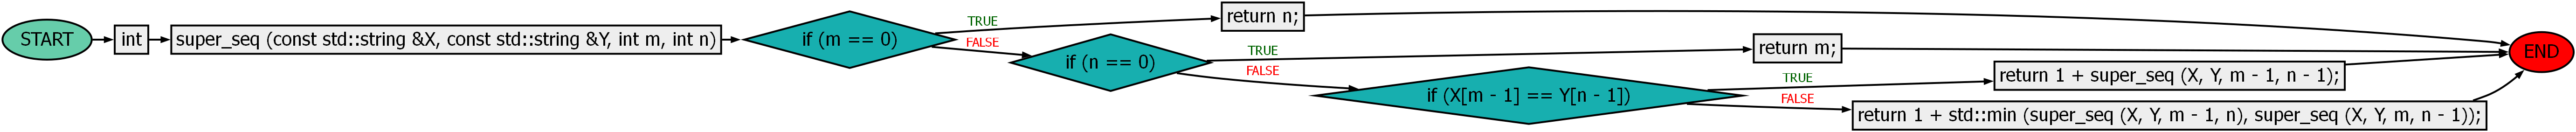 START
int
super_seq (const std::string &X, const std::string &Y, int m, int n)
if (m == 0)
TRUE
return n;
FALSE
if (n == 0)
TRUE
return m;
FALSE
if (X[m - 1] == Y[n - 1])
TRUE
return 1 + super_seq (X, Y, m - 1, n - 1);
FALSE
return 1 + std::min (super_seq (X, Y, m - 1, n), super_seq (X, Y, m, n - 1));
END